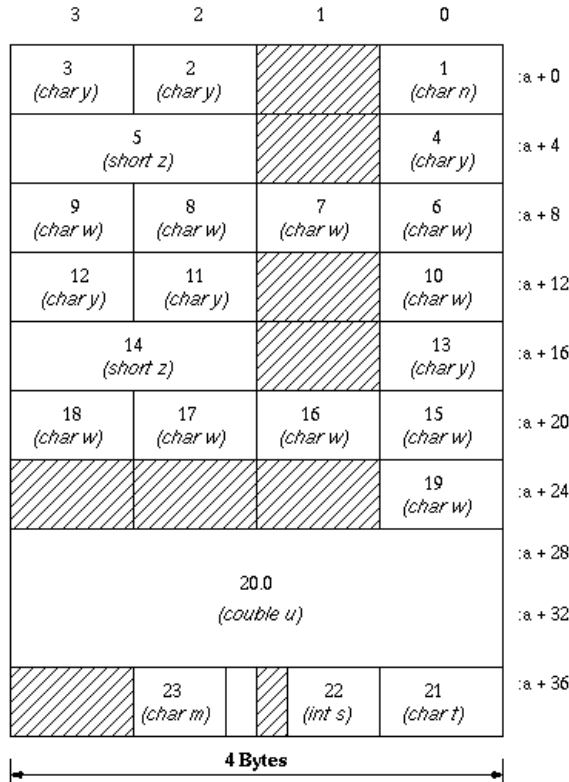 3 2 1 0
3 2 1 :a + 0
(char y) (char y) (char n)
5 4 :a + 4
(short z) (char y)
9 8 7 6 :a + 8
(char w) (char w) (char w) (char w)
12 11 10 :a + 12
(char y) (char y) (char w)
14 13 :a + 16
(short z) (char y)
18 17 16 15 :a + 20
(char w) (char w) (char w) (char w)
19 :a + 24
(char w)
:a + 28
20.0
(couble u) :a + 32
23 22 21 :a + 36
(char m) (int s) (char t)
4 Bytes